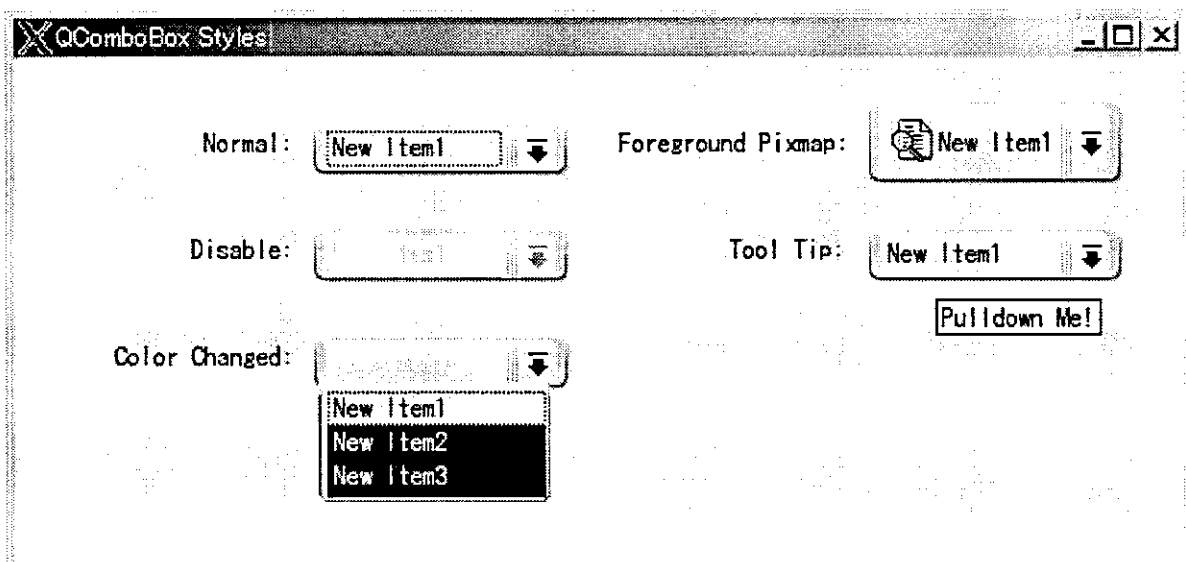 QComboBox Styles
Normal: New Item1
Foreground Pixmap: New Item1
Disable:
Tool Tip: New Item1
Pulldown Me!
Color Changed:
New Item1
New Item2
New Item3